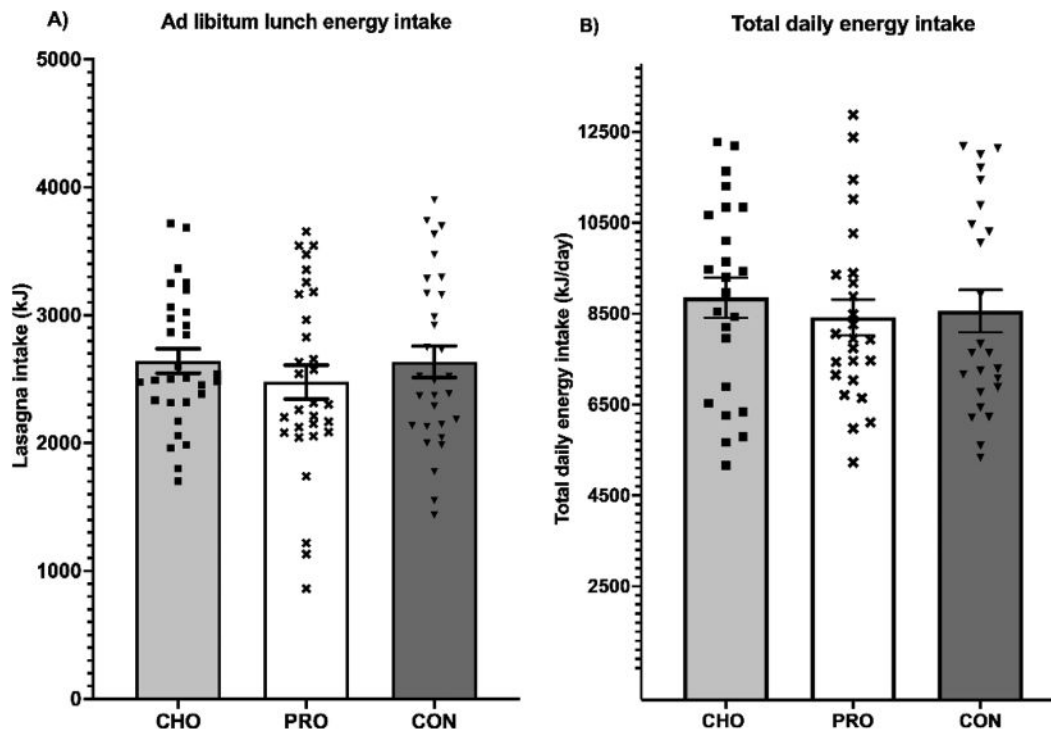 A) Ad libitum lunch energy intake
Lasagna intake (kJ)
5000
4000
3000
2000
1000
0
CHO PRO CON
B) Total daily energy intake
Total daily energy intake (kJ/day)
12500
10500
8500
6500
4500
2500
CHO PRO CON